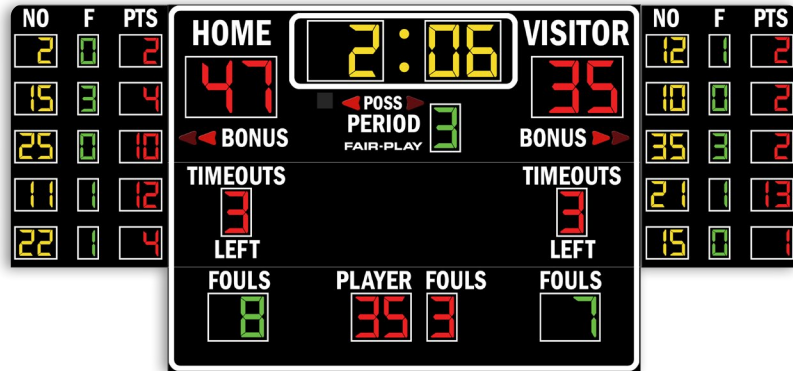 NO F PTS
2 0 2
15 3 4
25 0 10
11 1 12
22 1 4
HOME 2:06 VISITOR
47 35
POSS
PERIOD 3
FAIR-PLAY
BONUS BONUS
TIMEOUTS TIMEOUTS
3 3
LEFT LEFT
FOULS PLAYER FOULS FOULS
8 35 3 7
NO F PTS
12 1 2
10 0 2
35 3 2
21 1 13
15 0 1